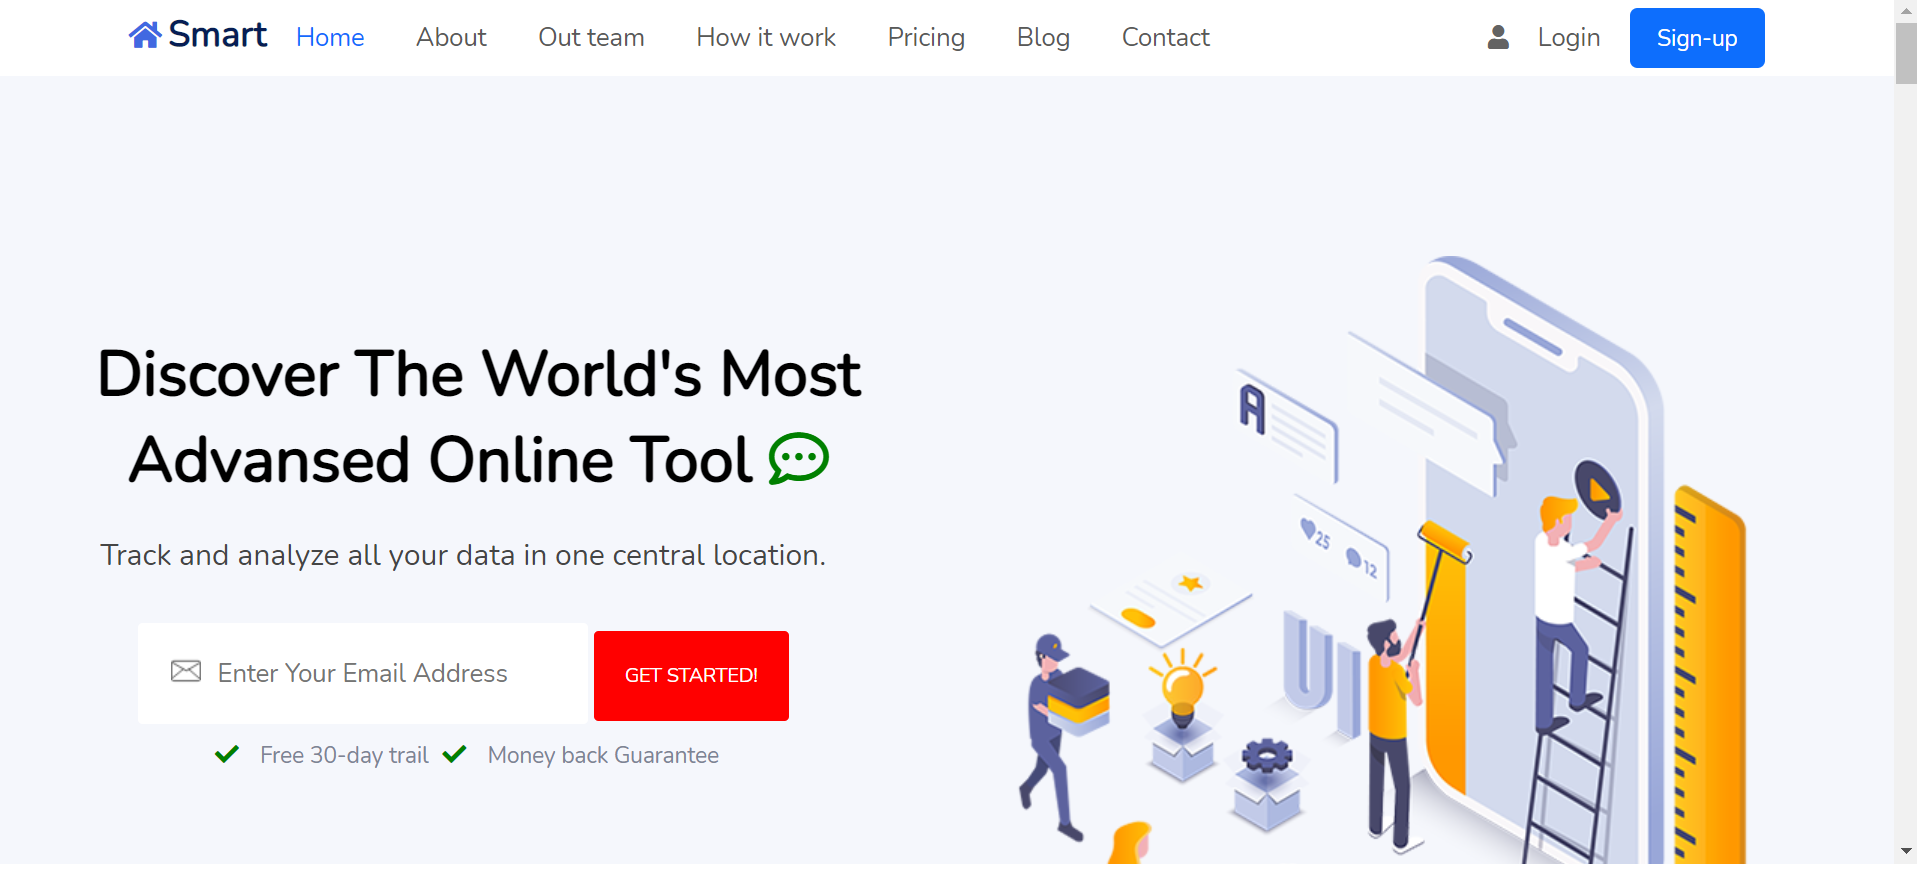 Smart Home About Out team How it work Pricing Blog Contact Login Sign-up
Discover The World's Most
Advansed Online Tool
Track and analyze all your data in one central location.
Enter Your Email Address GET STARTED!
Free 30-day trail Money back Guarantee
A
25
12
UI